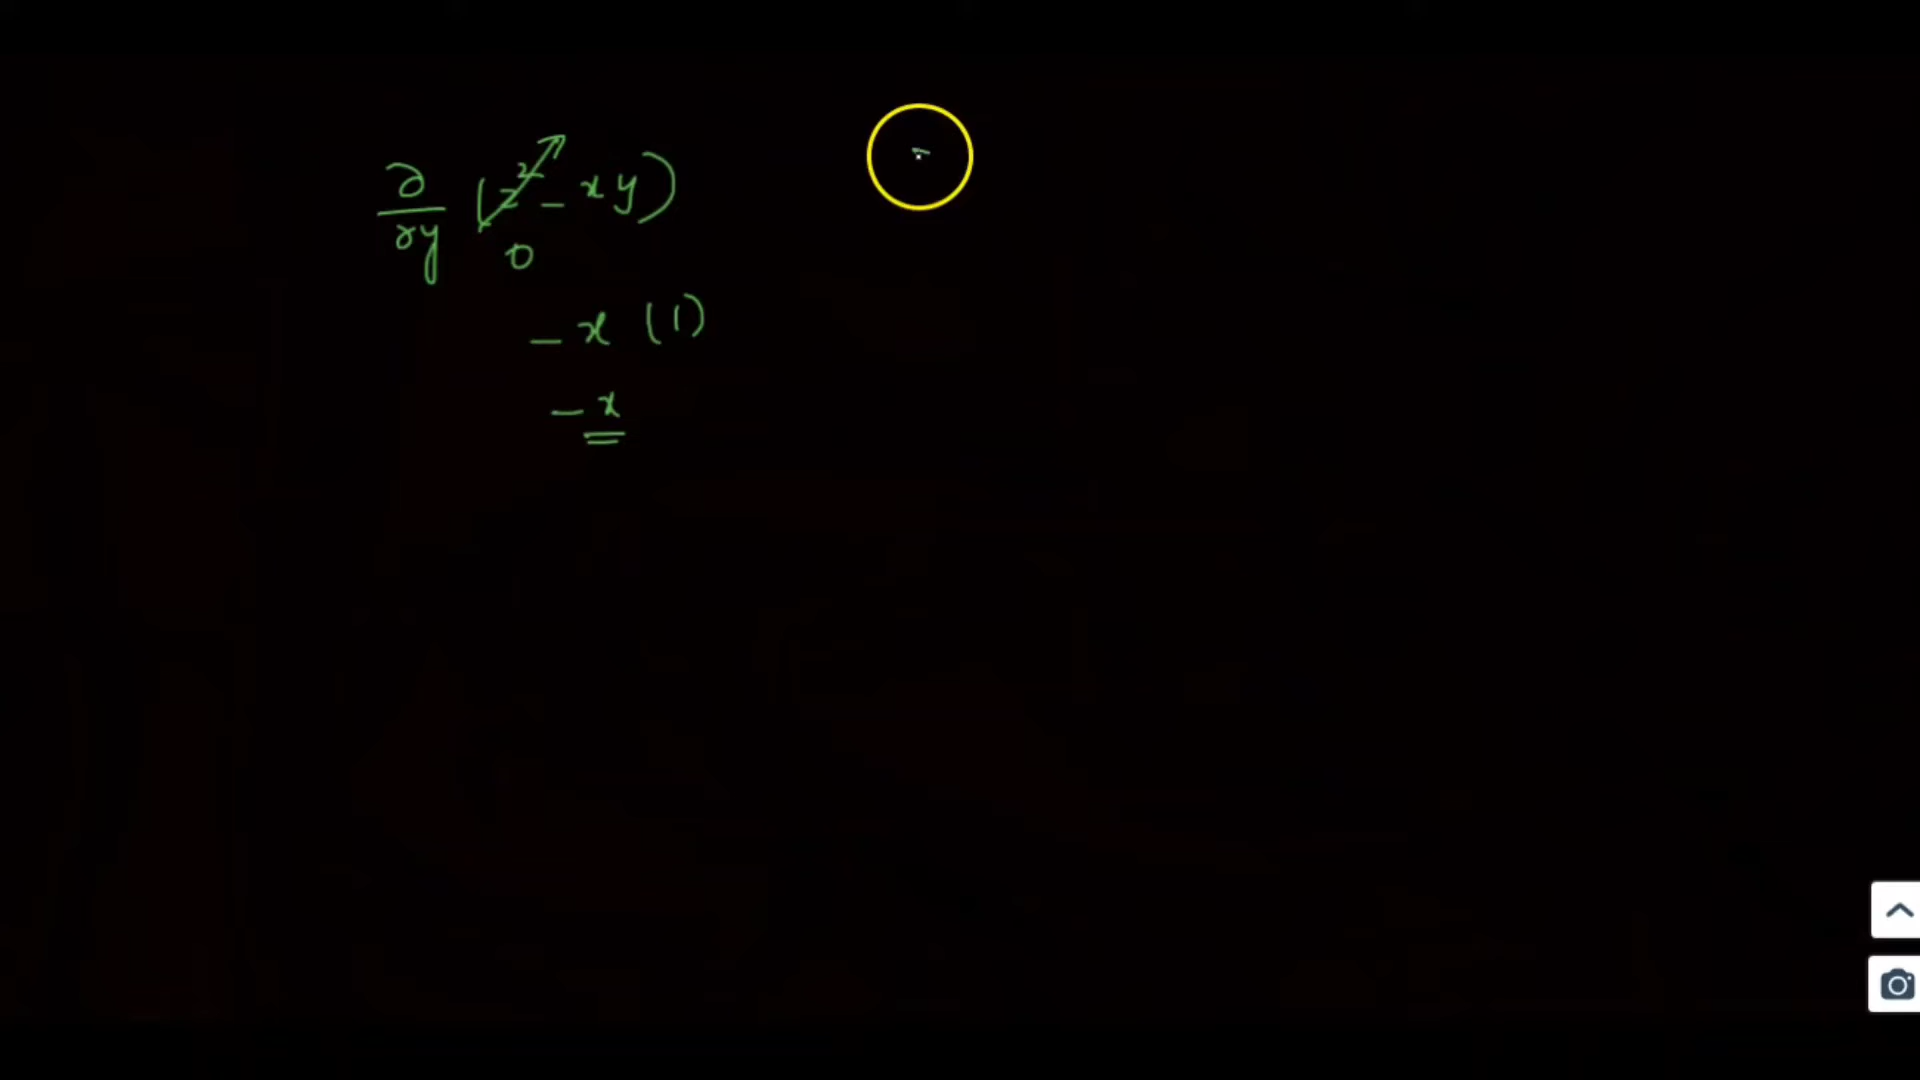 ∂/∂y (z² - xy)
0
- x (1)
- x